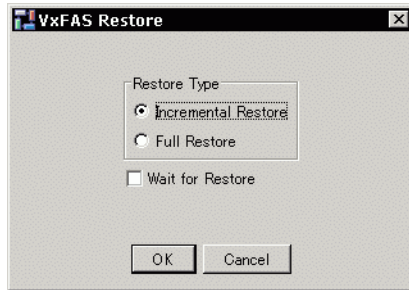 VxFAS Restore
Restore Type
Incremental Restore
Full Restore
Wait for Restore
OK Cancel